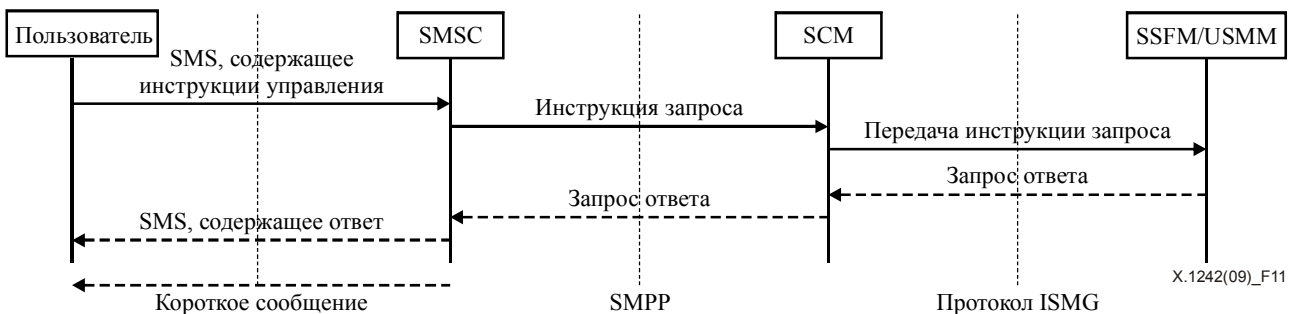 Пользователь
SMSC
SCM
SSFM/USMM
SMS, содержащее
инструкции управления
Инструкция запроса
Передача инструкции запроса
Запрос ответа
Запрос ответа
SMS, содержащее ответ
X.1242(09)_F11
Короткое сообщение
SMPP
Протокол ISMG